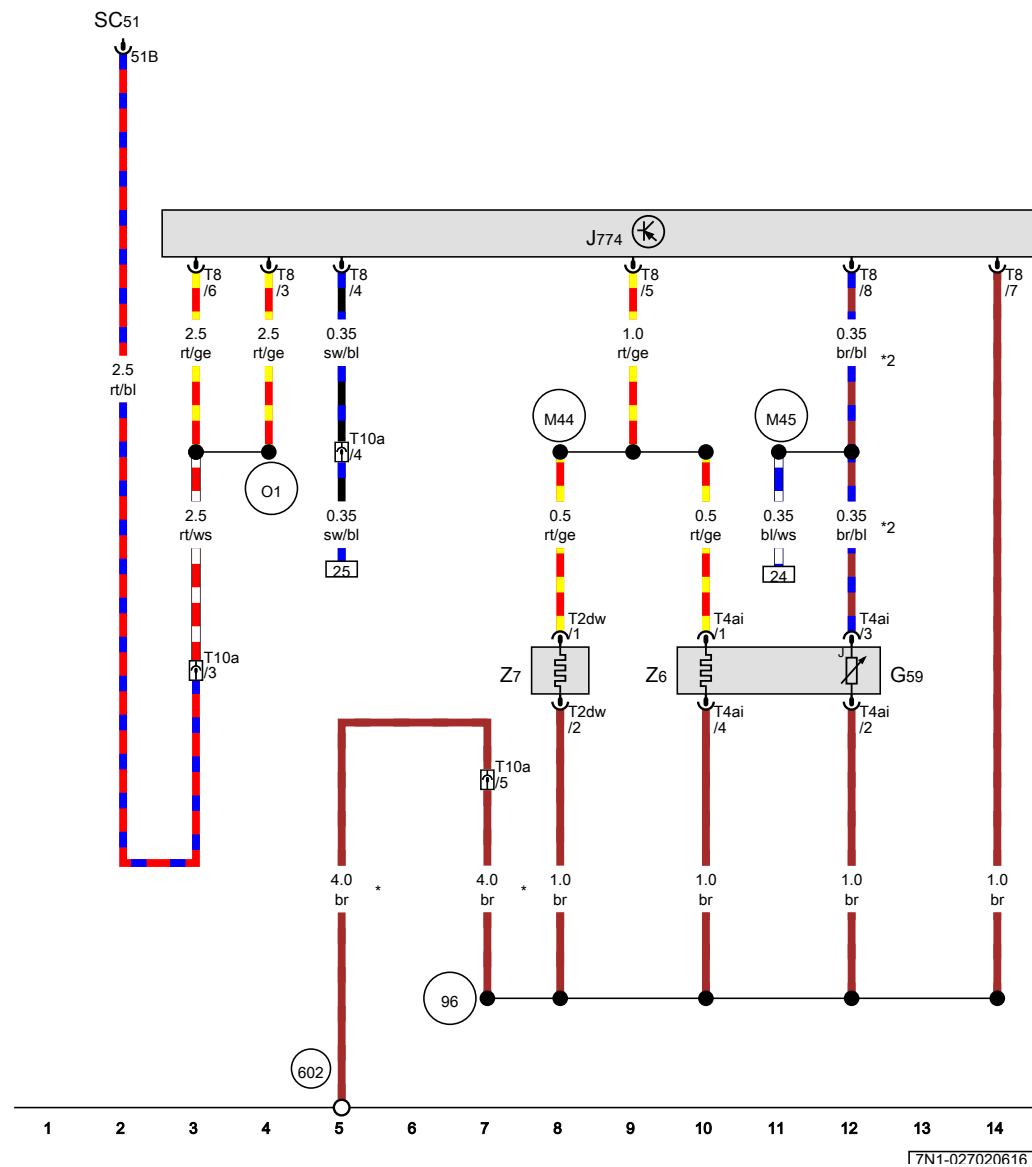 SC51
51B
J774
T8
/6
T8
/3
T8
/4
T8
/5
T8
/8
T8
/7
2.5
rt/ge
2.5
rt/ge
0.35
sw/bl
1.0
rt/ge
0.35
br/bl
*2
2.5
rt/bl
M44
M45
T10a
/4
O1
2.5
rt/ws
0.35
sw/bl
0.5
rt/ge
0.5
rt/ge
0.35
bl/ws
0.35
br/bl
*2
25
24
T2dw
/1
T4ai
/1
T4ai
/3
T10a
/3
Z7
Z6
J
G59
T2dw
/2
T4ai
/4
T4ai
/2
T10a
/5
4.0
br
*
4.0
br
*
1.0
br
1.0
br
1.0
br
1.0
br
96
602
1 2 3 4 5 6 7 8 9 10 11 12 13 14
7N1-027020616